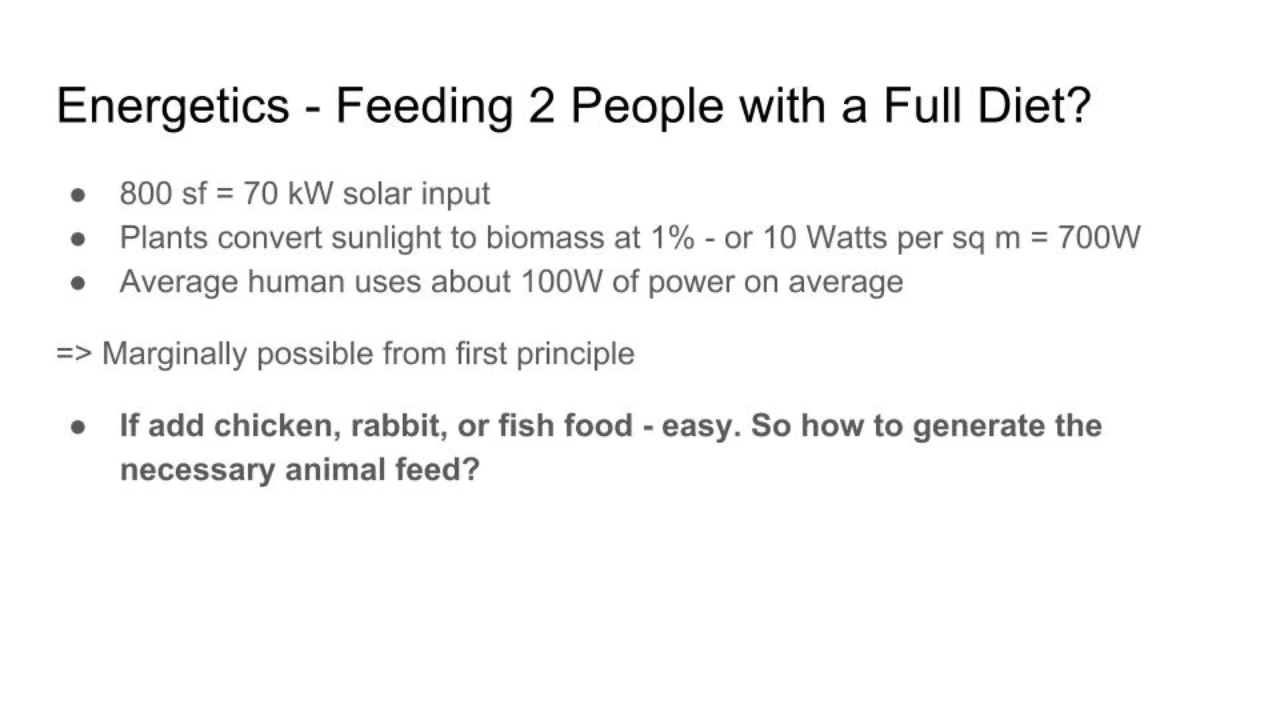 Energetics - Feeding 2 People with a Full Diet?
● 800 sf = 70 kW solar input
● Plants convert sunlight to biomass at 1% - or 10 Watts per sq m = 700W
● Average human uses about 100W of power on average
=> Marginally possible from first principle
● If add chicken, rabbit, or fish food - easy. So how to generate the
necessary animal feed?